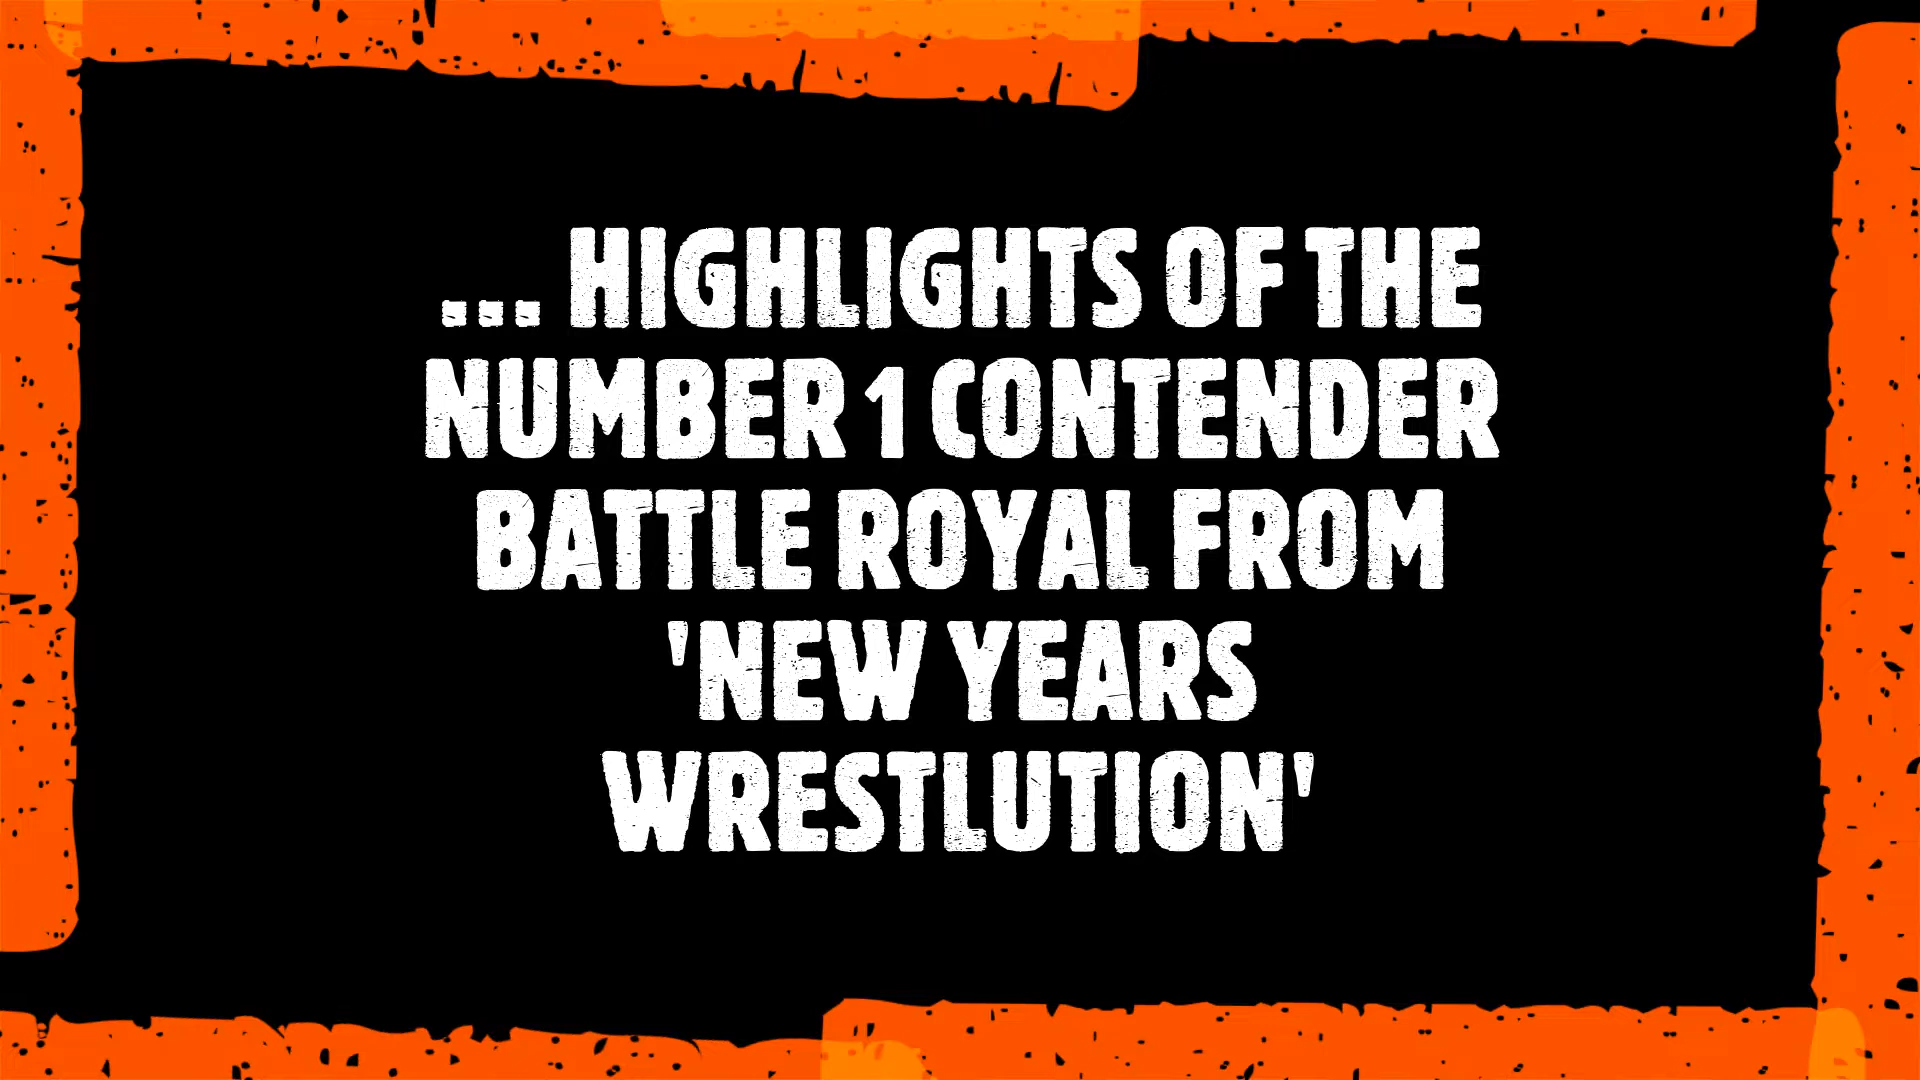 ... HIGHLIGHTS OF THE
NUMBER 1 CONTENDER
BATTLE ROYAL FROM
'NEW YEARS
WRESTLUTION'